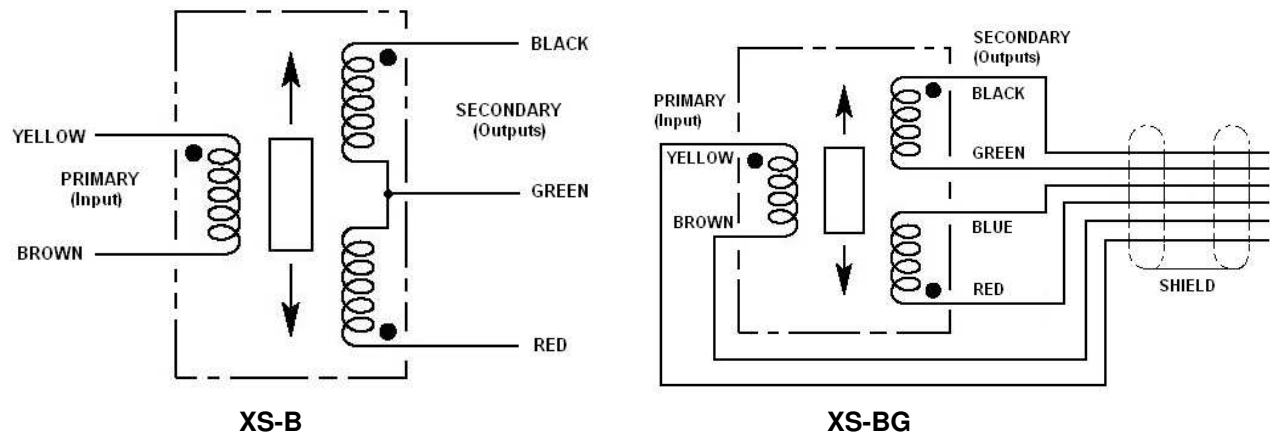 BLACK
SECONDARY
(Outputs)
YELLOW
PRIMARY
(Input)
GREEN
BROWN
RED
XS-B
SECONDARY
(Outputs)
PRIMARY
(Input)
BLACK
YELLOW
GREEN
BROWN
BLUE
RED
SHIELD
XS-BG